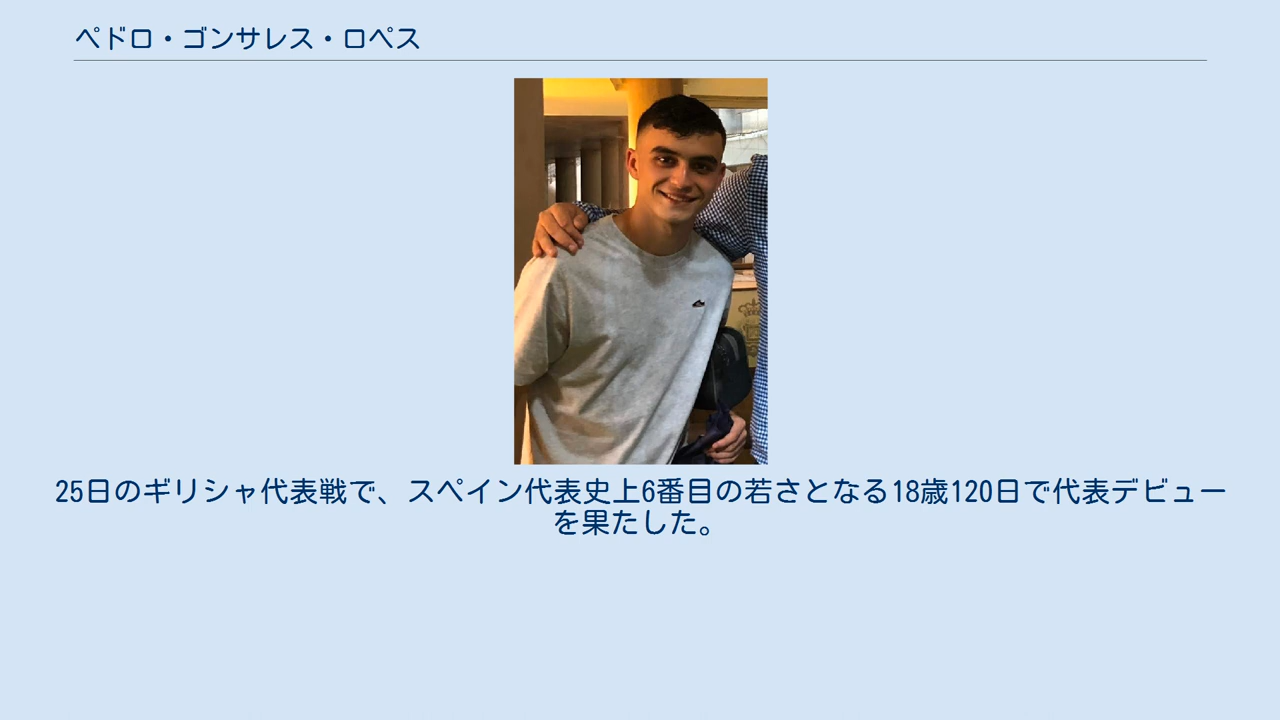 ペドロ・ゴンサレス・ロペス
25日のギリシャ代表戦で、スペイン代表史上6番目の若さとなる18歳120日で代表デビュー
を果たした。